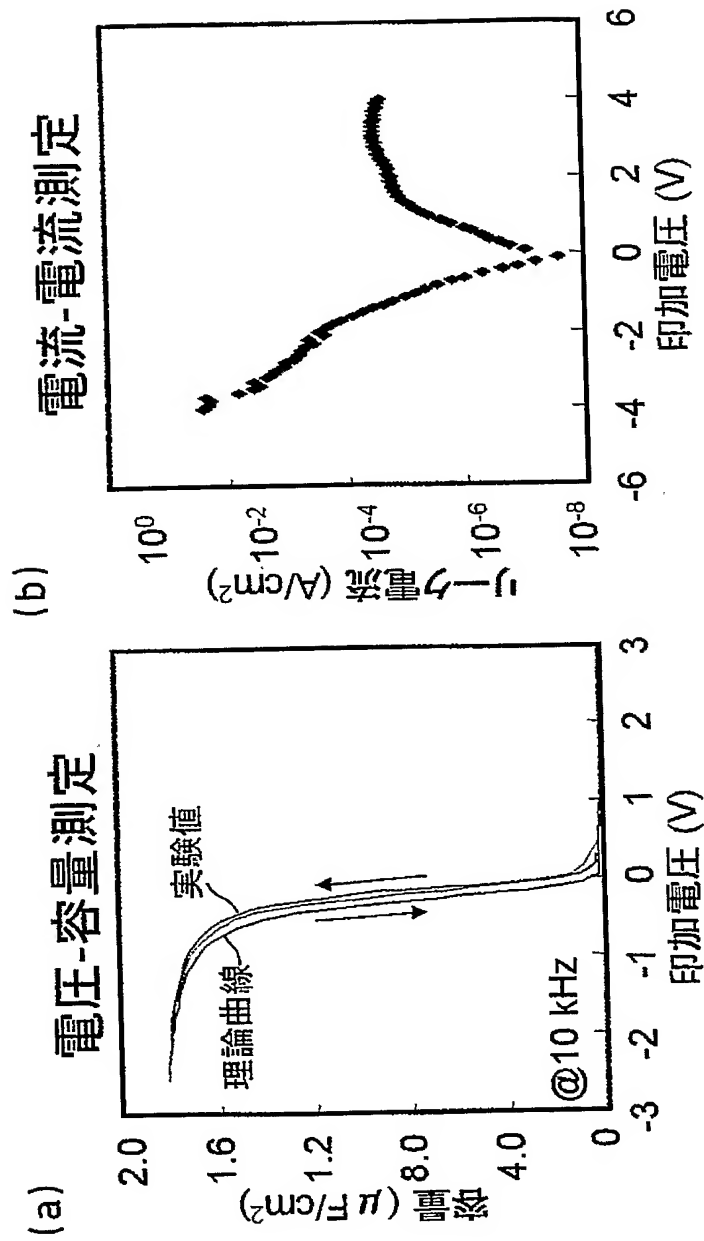 (a)
電圧-容量測定
容量 (μF/cm²)
2.0
1.6
1.2
8.0
4.0
0
実験値
理論曲線
@10 kHz
-3
-2
-1
0
1
2
3
印加電圧 (V)
(b)
電流-電流測定
リーク電流 (A/cm²)
10⁰
10⁻²
10⁻⁴
10⁻⁶
10⁻⁸
-6
-4
-2
0
2
4
6
印加電圧 (V)